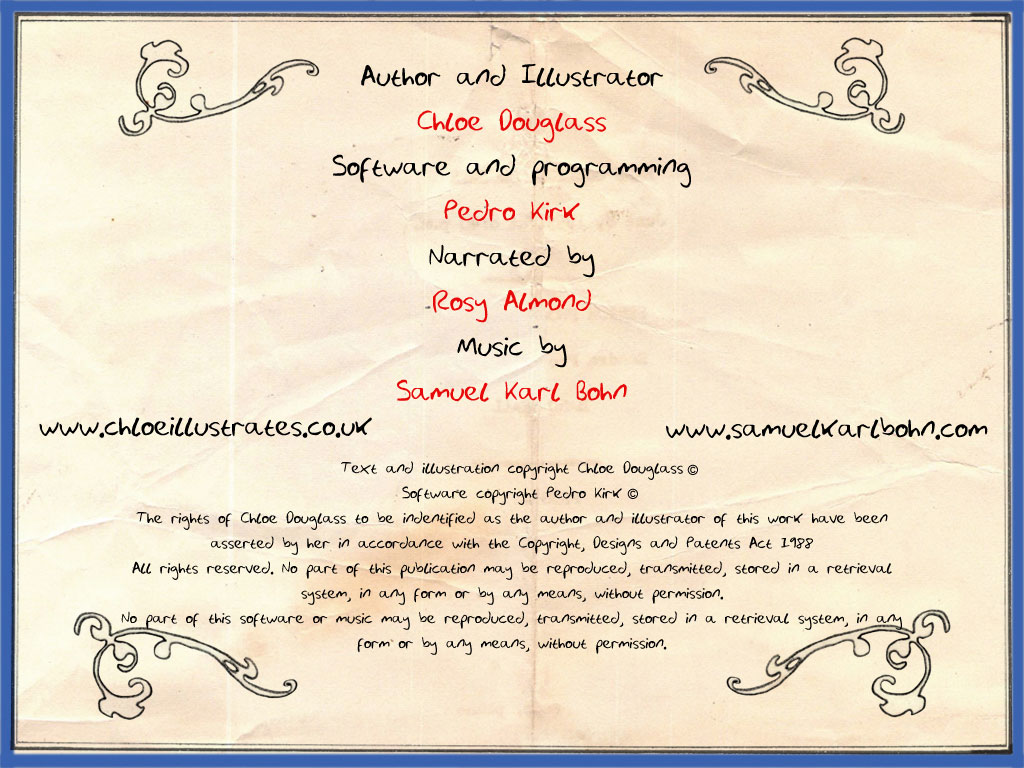 Author and Illustrator
Chloe Douglass
Software and programming
Pedro Kirk
Narrated by
Rosy Almond
Music by
Samuel Karl Bohn
www.chloeillustrates.co.uk
www.samuelkarlbohn.com
Text and illustration copyright Chloe Douglass ©
Software copyright Pedro Kirk ©
The rights of Chloe Douglass to be indentified as the author and illustrator of this work have been
asserted by her in accordance with the Copyright, Designs and Patents Act 1988
All rights reserved. No part of this publication may be reproduced, transmitted, stored in a retrieval
system, in any form or by any means, without permission.
No part of this software or music may be reproduced, transmitted, stored in a retrieval system, in any
form or by any means, without permission.